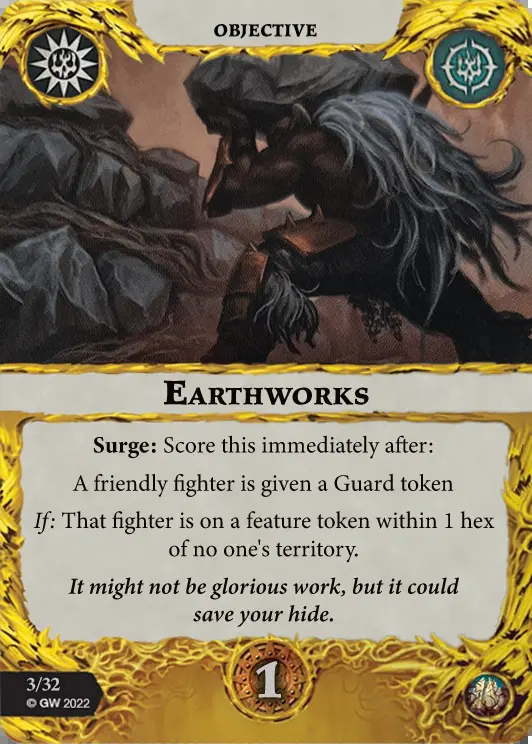 OBJECTIVE
EARTHWORKS
Surge: Score this immediately after:
A friendly fighter is given a Guard token
If: That fighter is on a feature token within 1 hex
of no one's territory.
It might not be glorious work, but it could
save your hide.
1
3/32
© GW 2022